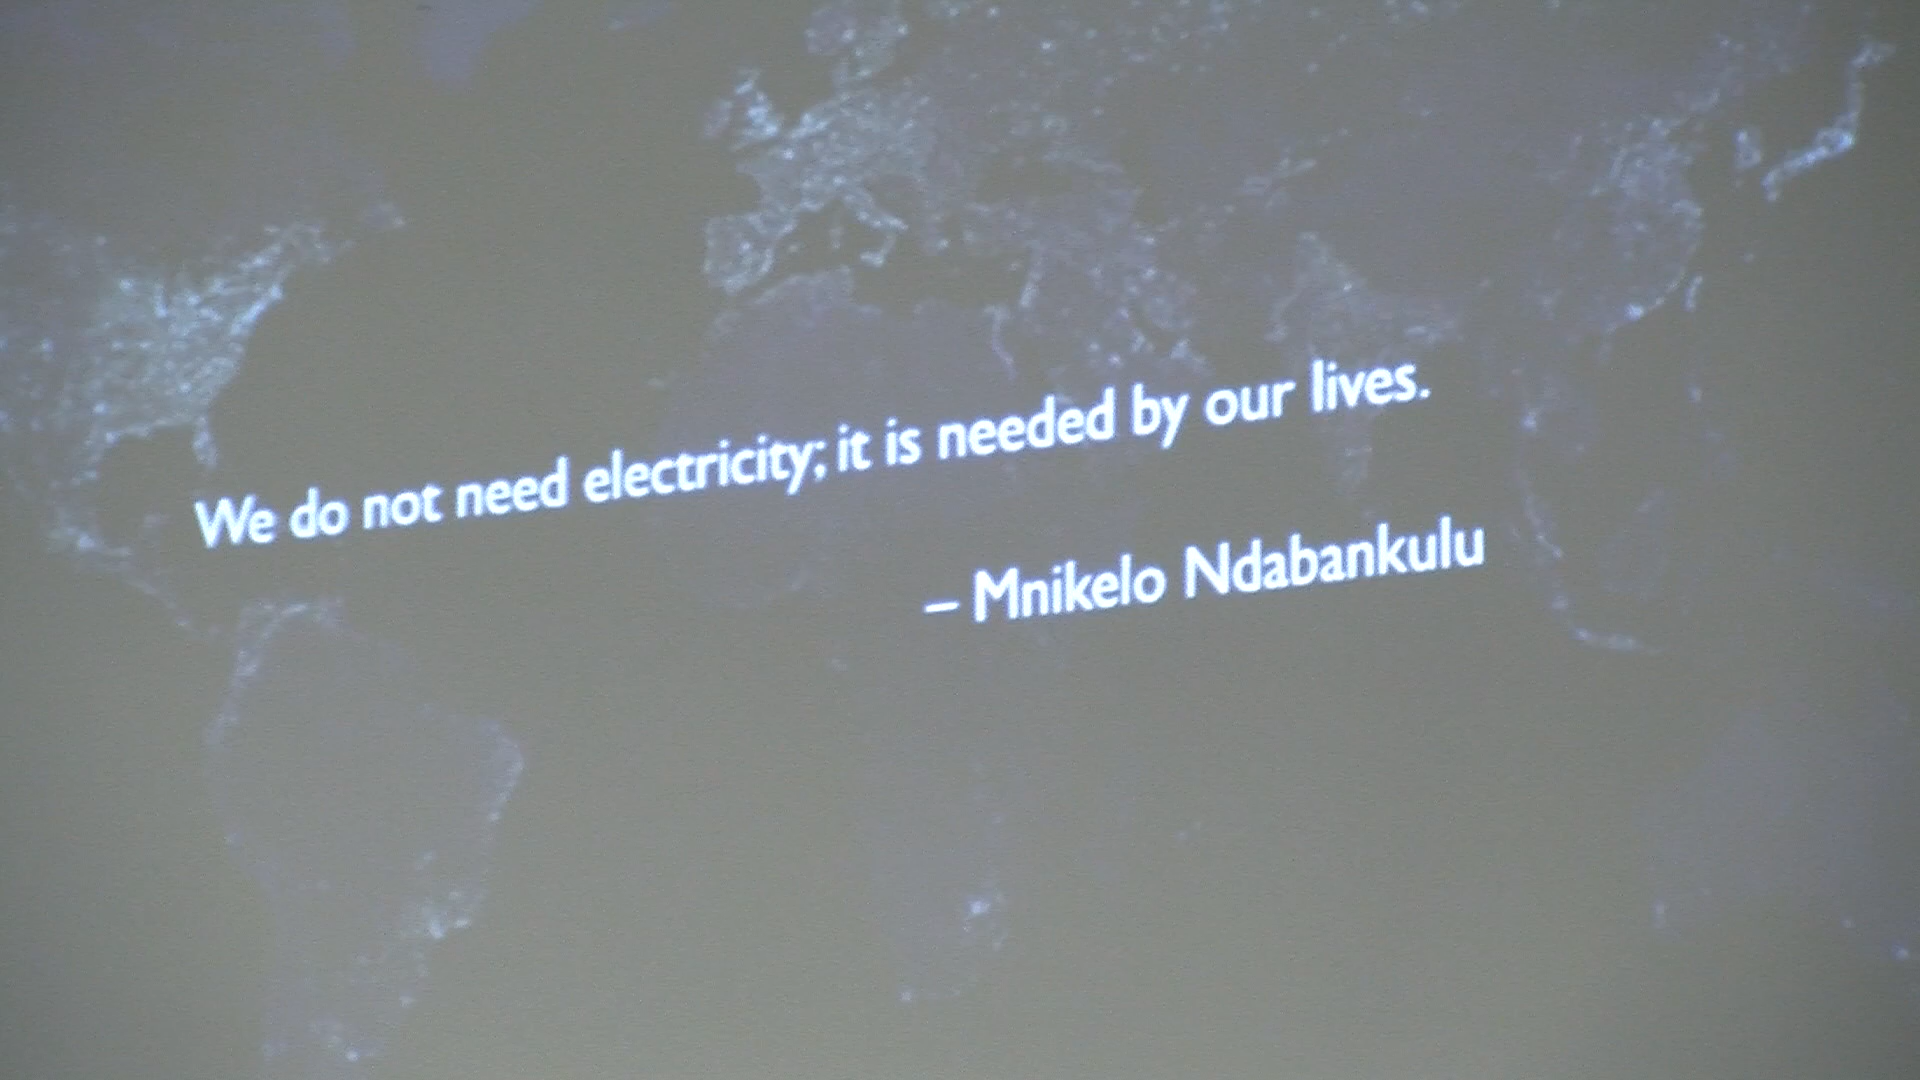 We do not need electricity; it is needed by our lives.
– Mnikelo Ndabankulu